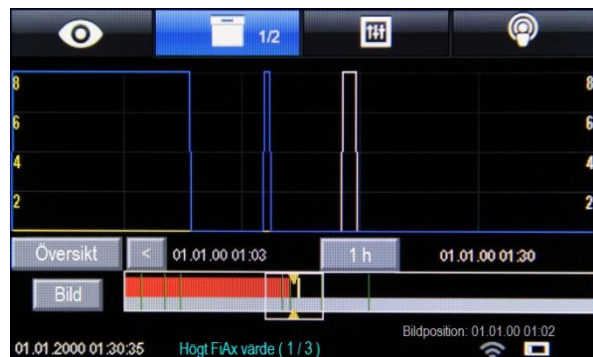 1/2
8 8
6 6
4 4
2 2
Översikt < 01.01.00 01:03 1 h 01.01.00 01:30
Bild
Bildposition: 01.01.00 01:02
01.01.2000 01:30:35 Högt FiAx värde ( 1 / 3 )